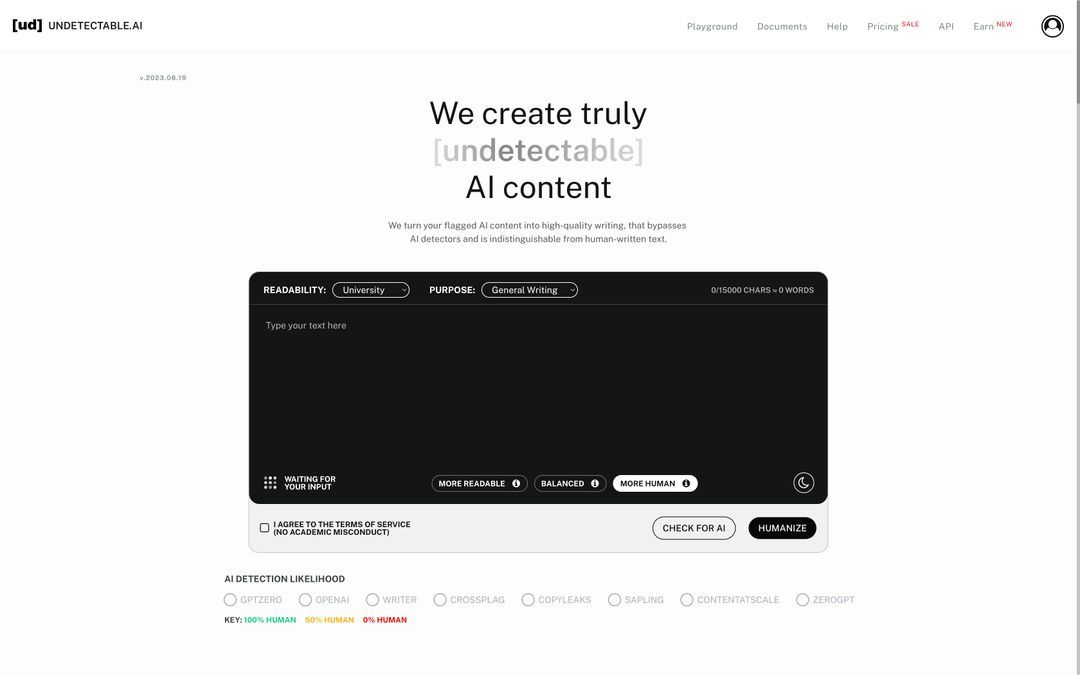 [ud] UNDETECTABLE.AI
Playground Documents Help Pricing SALE API Earn NEW
v.2023.08.19
We create truly
[undetectable]
AI content
We turn your flagged AI content into high-quality writing, that bypasses
AI detectors and is indistinguishable from human-written text.
READABILITY: University PURPOSE: General Writing 0/15000 CHARS ≈ 0 WORDS
Type your text here
WAITING FOR
YOUR INPUT
MORE READABLE BALANCED MORE HUMAN
I AGREE TO THE TERMS OF SERVICE
(NO ACADEMIC MISCONDUCT)
CHECK FOR AI HUMANIZE
AI DETECTION LIKELIHOOD
GPTZERO OPENAI WRITER CROSSPLAG COPYLEAKS SAPLING CONTENTATSCALE ZEROGPT
KEY: 100% HUMAN 50% HUMAN 0% HUMAN